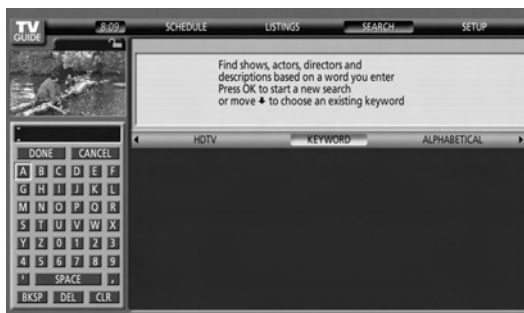 TV
GUIDE
8:09
SCHEDULE LISTINGS SEARCH SETUP
Find shows, actors, directors and
descriptions based on a word you enter
Press OK to start a new search
or move ⬇ to choose an existing keyword
HDTV KEYWORD ALPHABETICAL
DONE CANCEL
A B C D E F
G H I J K L
M N O P Q R
S T U V W X
Y Z 0 1 2 3
4 5 6 7 8 9
' SPACE ,
BKSP DEL CLR